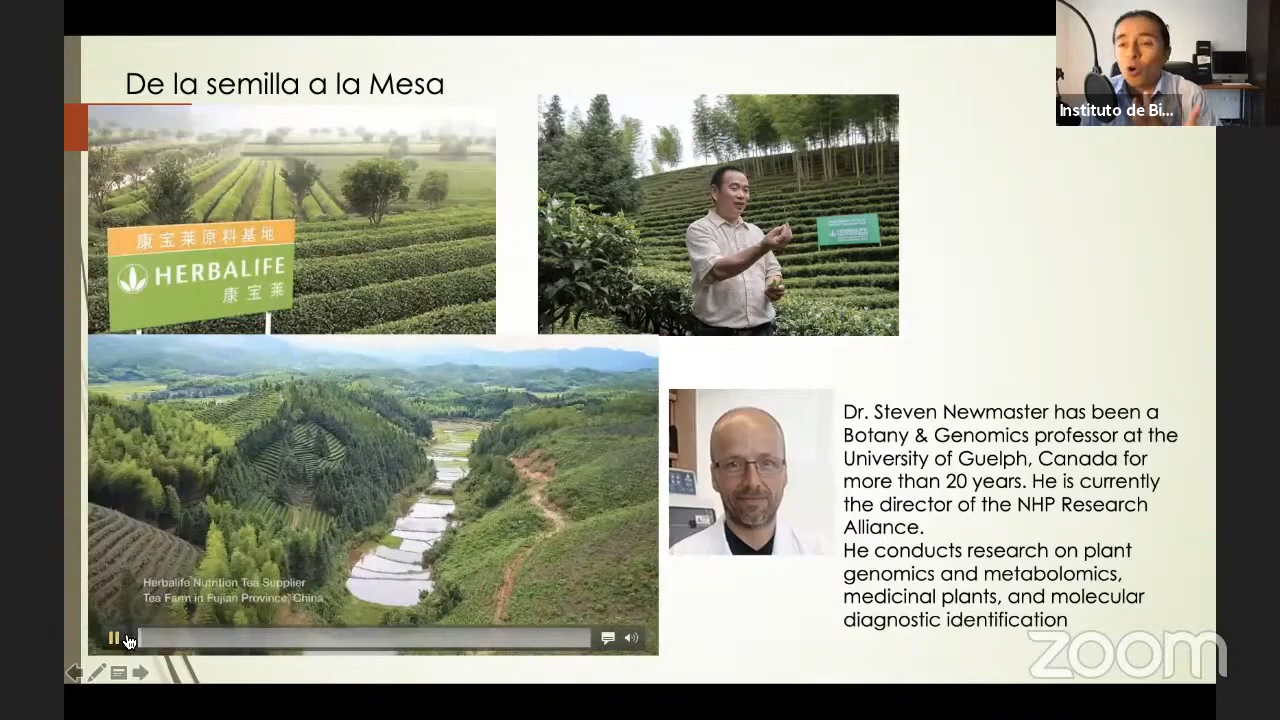 De la semilla a la Mesa
Instituto de Bi...
康宝莱原料基地
HERBALIFE
康宝莱
HERBALIFE
NUTRITION
Herbalife Nutrition Tea Supplier
Tea Farm in Fujian Province, China
Dr. Steven Newmaster has been a
Botany & Genomics professor at the
University of Guelph, Canada for
more than 20 years. He is currently
the director of the NHP Research
Alliance.
He conducts research on plant
genomics and metabolomics,
medicinal plants, and molecular
diagnostic identification
zoom